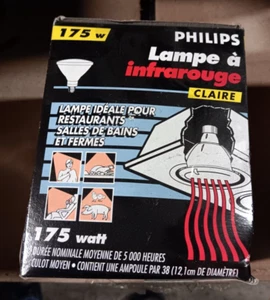 175 w
PHILIPS
Lampe à
infrarouge
CLAIRE
LAMPE IDÉALE POUR
RESTAURANTS
SALLES DE BAINS
ET FERMES
175 watt
DURÉE NOMINALE MOYENNE DE 5 000 HEURES
CULOT MOYEN • CONTIENT UNE AMPOULE PAR 38 (12,1cm DE DIAMÈTRE)